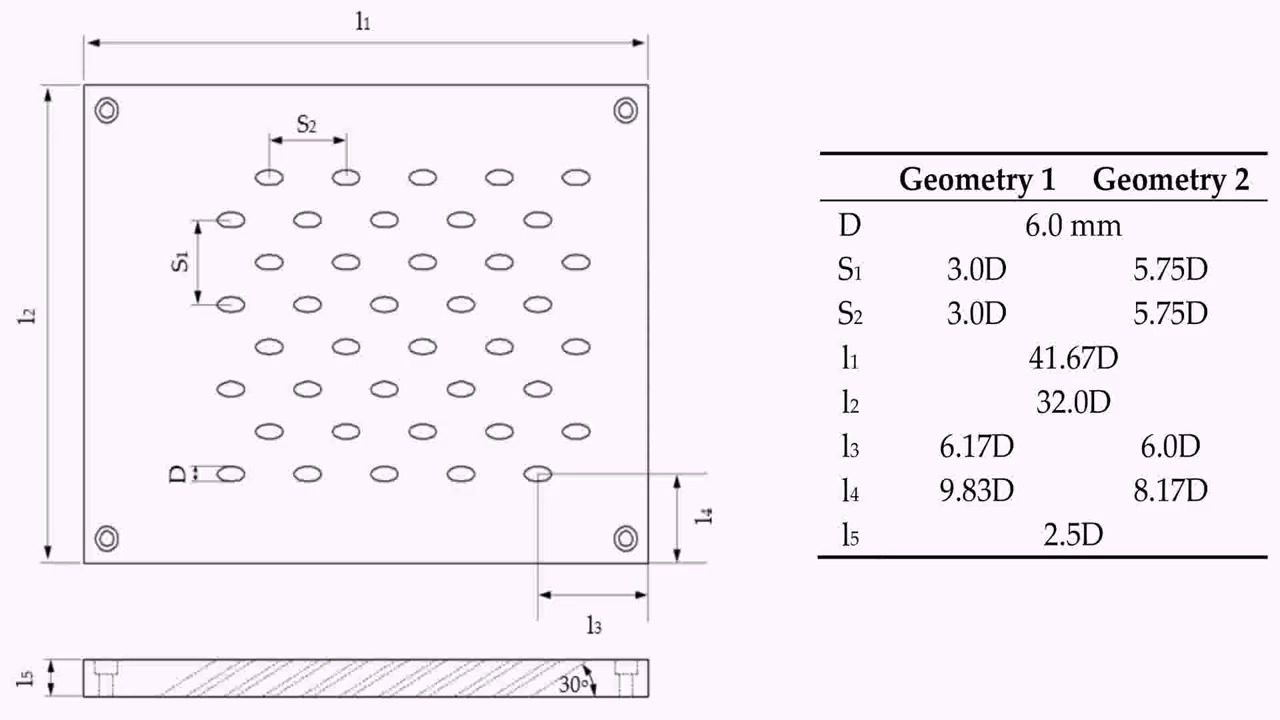 l1
S2
S1
l2
D
l4
l3
l5
30°
Geometry 1 Geometry 2
D 6.0 mm
S1 3.0D 5.75D
S2 3.0D 5.75D
l1 41.67D
l2 32.0D
l3 6.17D 6.0D
l4 9.83D 8.17D
l5 2.5D